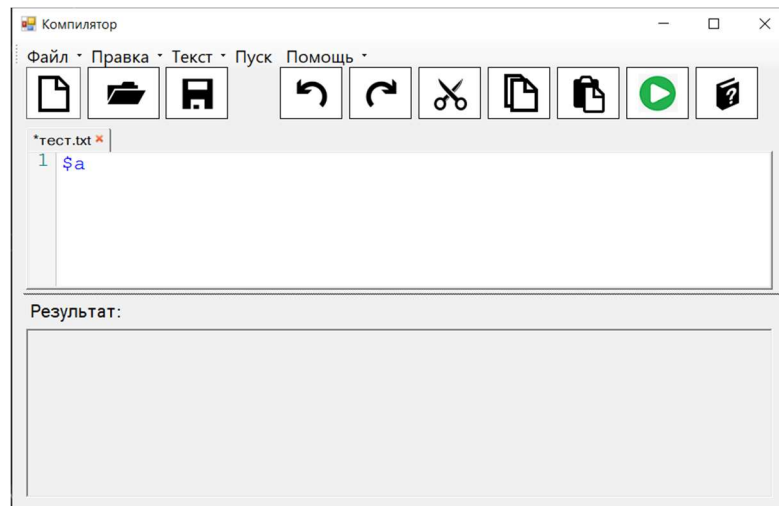 Компилятор
Файл Правка Текст Пуск Помощь
*тест.txt
1 $a
Результат: